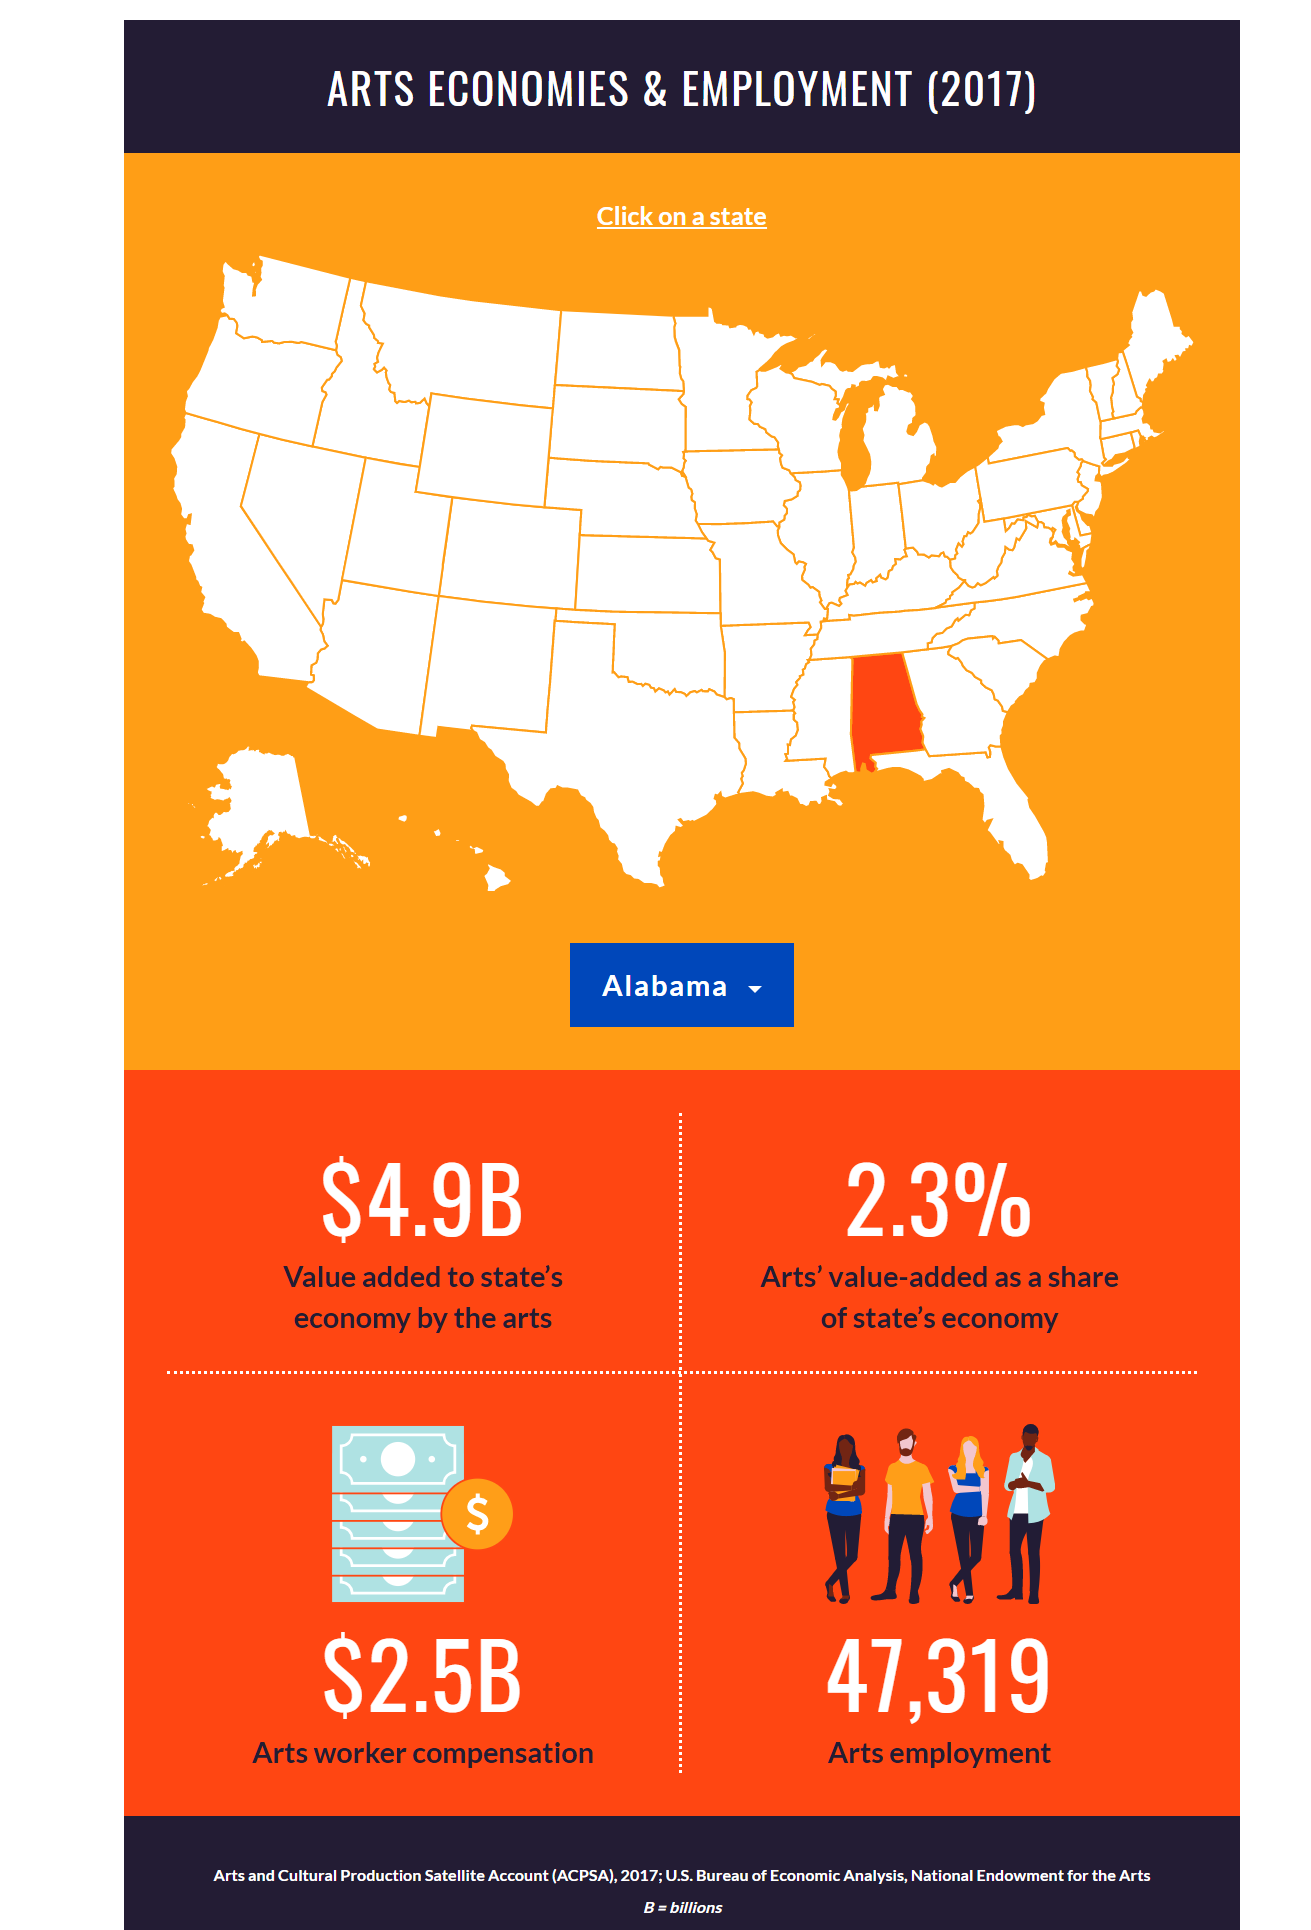 ARTS ECONOMIES & EMPLOYMENT (2017)
Click on a state
Alabama
$4.9B
Value added to state’s
economy by the arts
2.3%
Arts’ value-added as a share
of state’s economy
$
$2.5B
Arts worker compensation
47,319
Arts employment
Arts and Cultural Production Satellite Account (ACPSA), 2017; U.S. Bureau of Economic Analysis, National Endowment for the Arts
B = billions